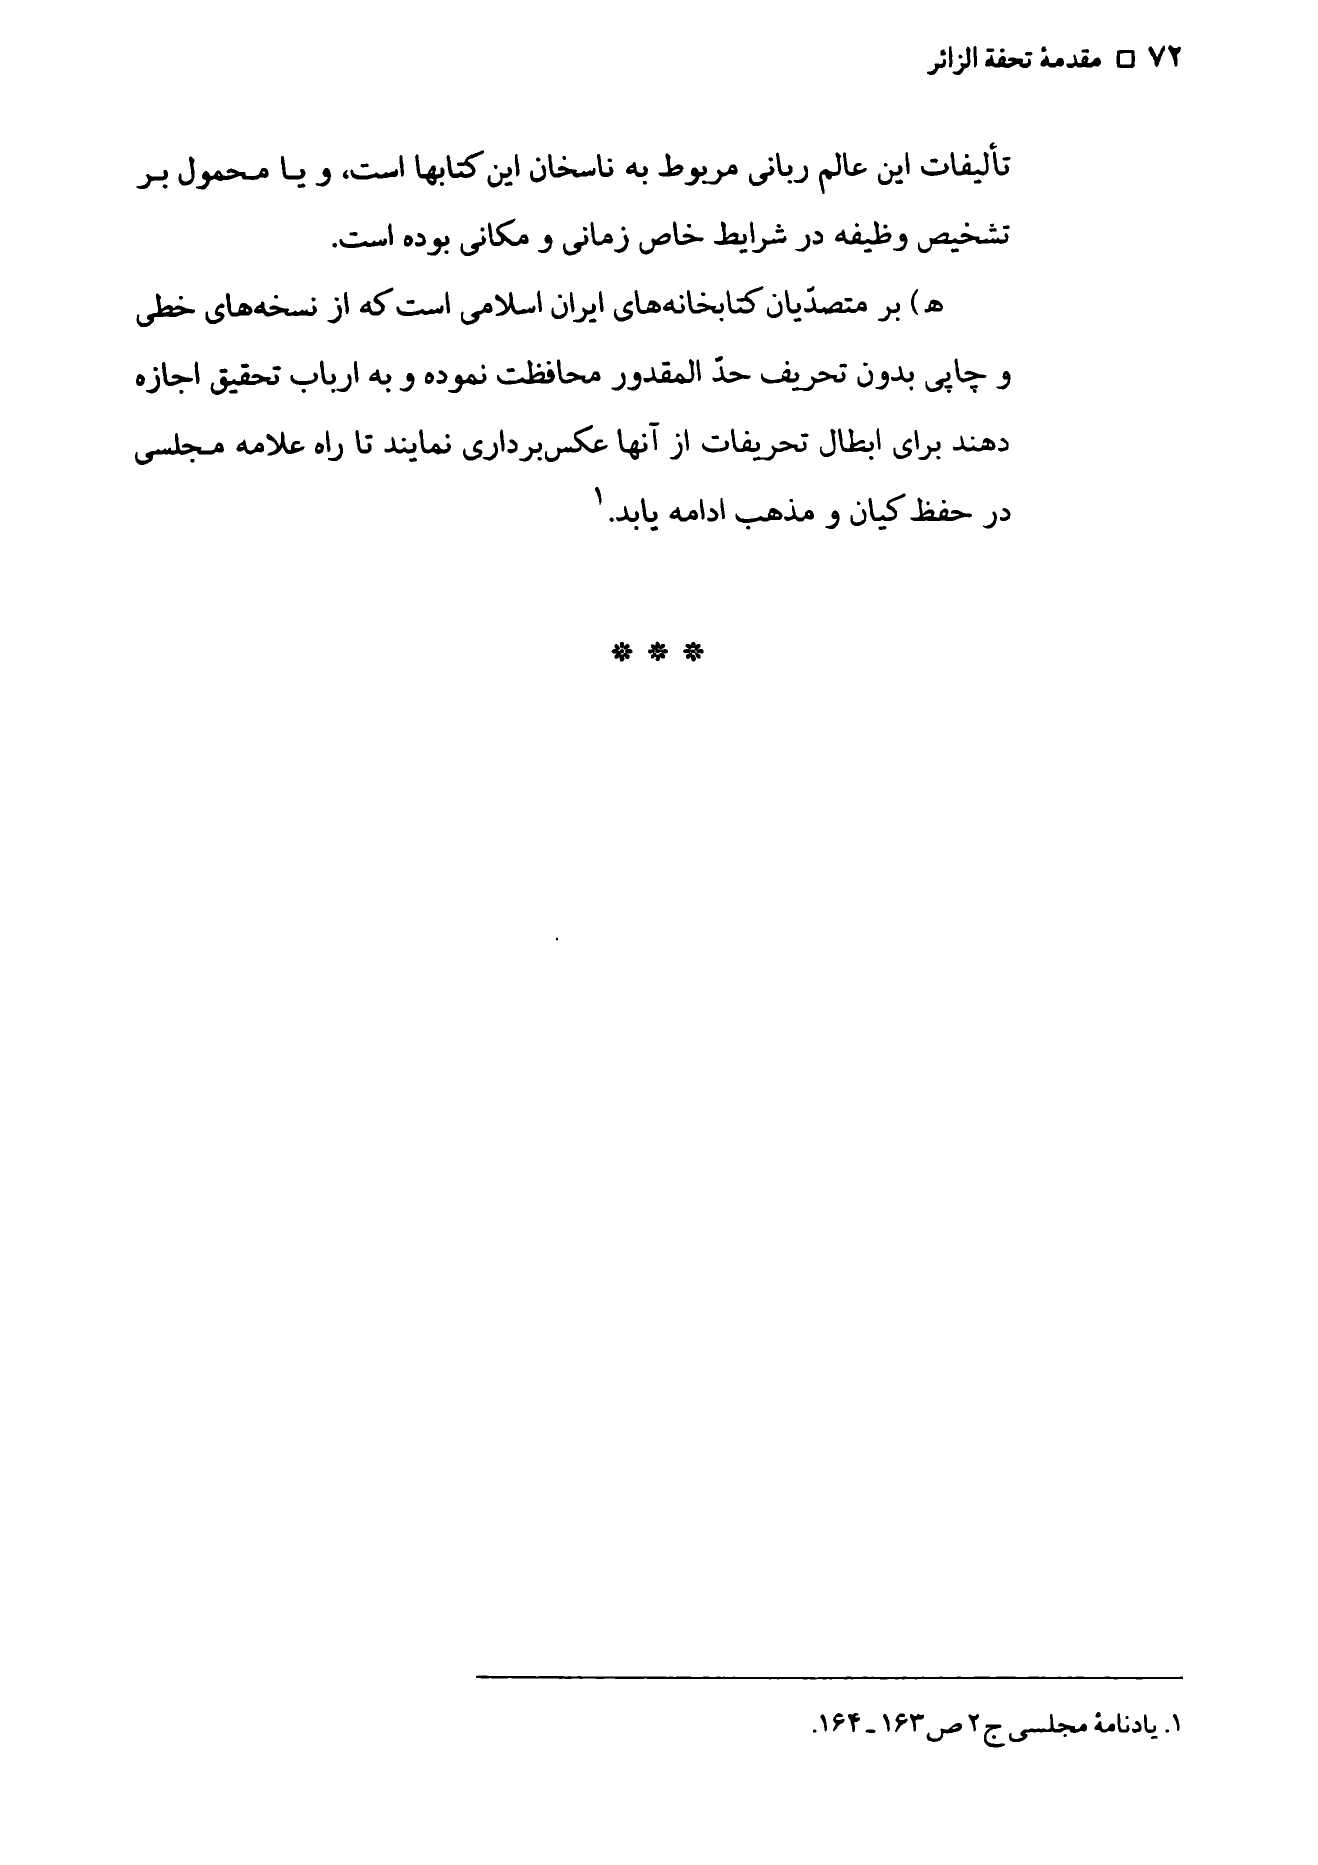 ۷۲ □ مقدمهٔ تحفة الزائر
تألیفات این عالم ربانی مربوط به ناسخان این کتابها است، و یا محمول بر
تشخیص وظیفه در شرایط خاص زمانی و مکانی بوده است.
ه) بر متصدّیان کتابخانه‌های ایران اسلامی است که از نسخه‌های خطی
و چاپی بدون تحریف حدّ المقدور محافظت نموده و به ارباب تحقیق اجازه
دهند برای ابطال تحریفات از آنها عکس‌برداری نمایند تا راه علامه مجلسی
در حفظ کیان و مذهب ادامه یابد.۱
* * *
۱. یادنامهٔ مجلسی ج۲ ص۱۶۳ ـ ۱۶۴.